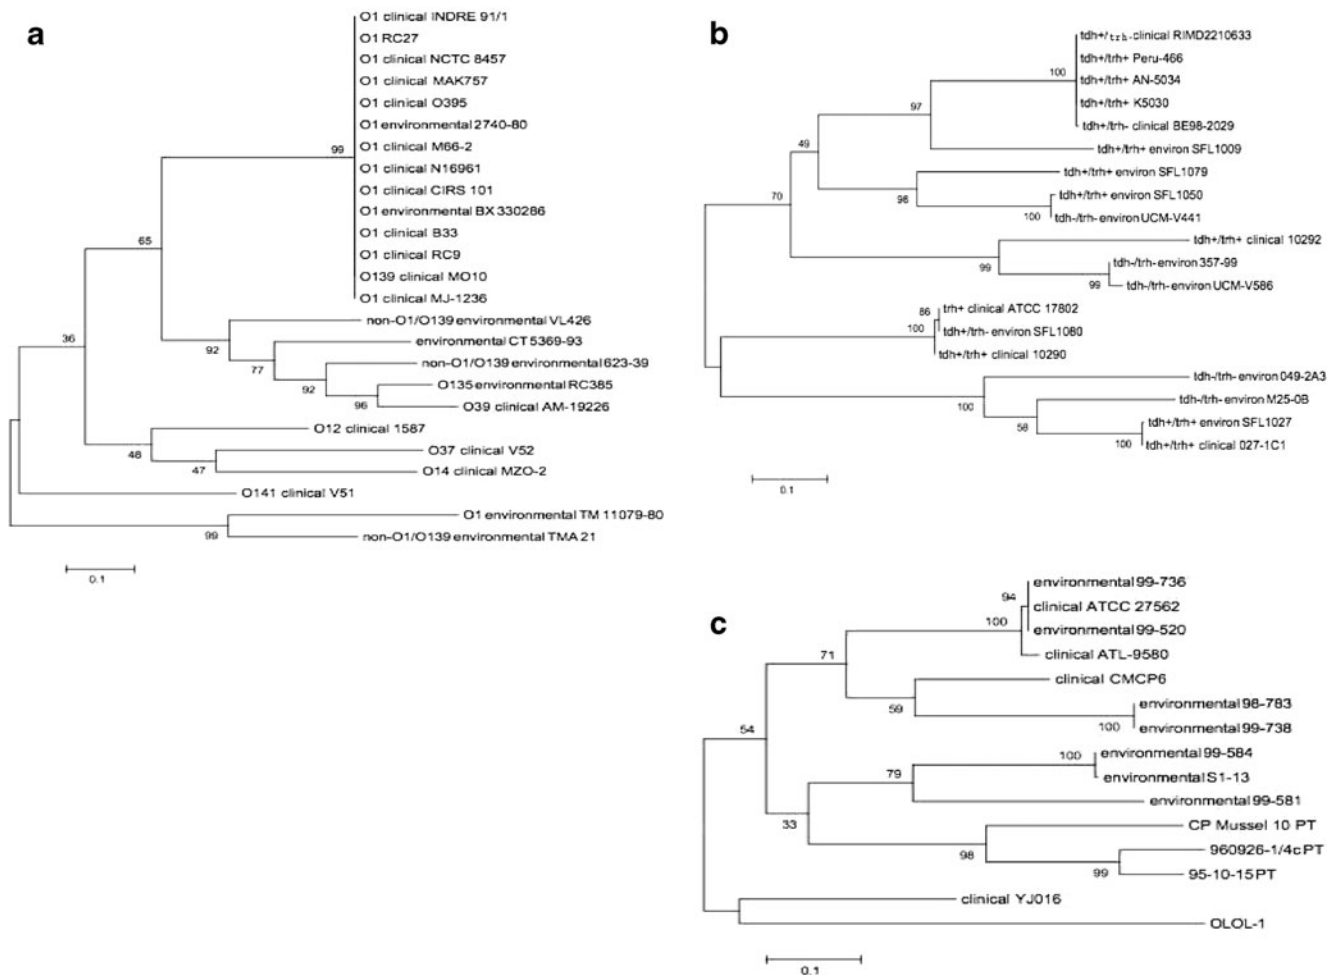 a
O1 clinical INDRE 91/1
O1 RC27
O1 clinical NCTC 8457
O1 clinical MAK757
O1 clinical O395
O1 environmental 2740-80
99
O1 clinical M66-2
O1 clinical N16961
O1 clinical CIRS 101
O1 environmental BX 330286
O1 clinical B33
65
O1 clinical RC9
O139 clinical MO10
O1 clinical MJ-1236
non-O1/O139 environmental VL426
36
environmental CT 5369-93
92
non-O1/O139 environmental 623-39
77
O135 environmental RC385
92
O39 clinical AM-19226
96
O12 clinical 1587
O37 clinical V52
48
O14 clinical MZO-2
47
O141 clinical V51
O1 environmental TM 11079-80
99
non-O1/O139 environmental TMA 21
0.1
b
tdh+/trh- clinical RIMD2210633
tdh+/trh+ Peru-466
100
tdh+/trh+ AN-5034
tdh+/trh+ K5030
97
tdh+/trh- clinical BE98-2029
49
tdh+/trh+ environ SFL1009
tdh+/trh+ environ SFL1079
70
tdh+/trh+ environ SFL1050
98
tdh-/trh- environ UCM-V441
100
tdh+/trh+ clinical 10292
tdh-/trh- environ 357-99
99
tdh-/trh- environ UCM-V586
99
trh+ clinical ATCC 17802
86
tdh+/trh- environ SFL1080
100
tdh+/trh+ clinical 10290
tdh-/trh- environ 049-2A3
tdh-/trh- environ M25-0B
100
tdh+/trh+ environ SFL1027
58
tdh+/trh+ clinical 027-1C1
100
0.1
c
environmental 99-736
94
clinical ATCC 27562
100
environmental 99-520
71
clinical ATL-9580
clinical CMCP6
environmental 98-783
59
environmental 99-738
100
54
environmental 99-584
100
environmental S1-13
79
environmental 99-581
33
CP Mussel 10 PT
960926-1/4c PT
98
95-10-15 PT
99
clinical YJ016
OLOL-1
0.1